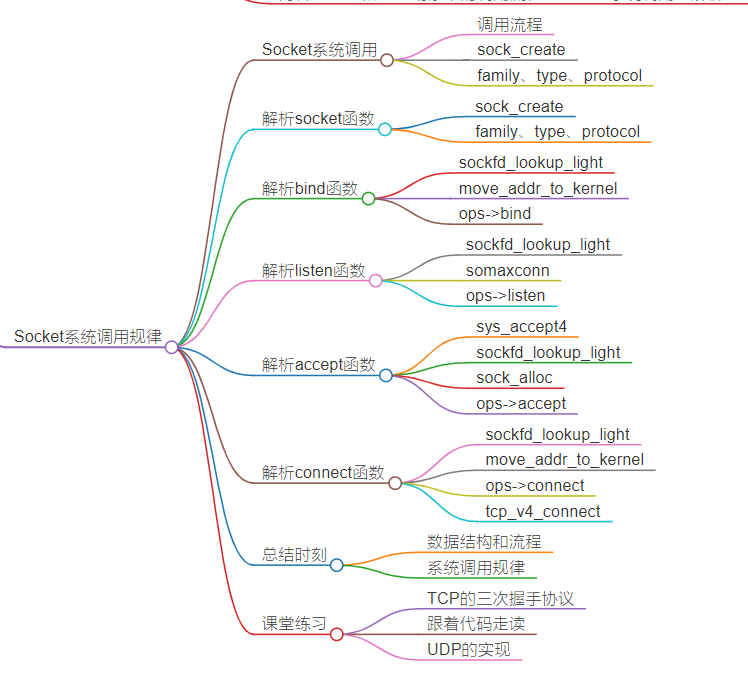 Socket系统调用规律
Socket系统调用
调用流程
sock_create
family、type、protocol
解析socket函数
sock_create
family、type、protocol
解析bind函数
sockfd_lookup_light
move_addr_to_kernel
ops->bind
解析listen函数
sockfd_lookup_light
somaxconn
ops->listen
解析accept函数
sys_accept4
sockfd_lookup_light
sock_alloc
ops->accept
解析connect函数
sockfd_lookup_light
move_addr_to_kernel
ops->connect
tcp_v4_connect
总结时刻
数据结构和流程
系统调用规律
课堂练习
TCP的三次握手协议
跟着代码走读
UDP的实现